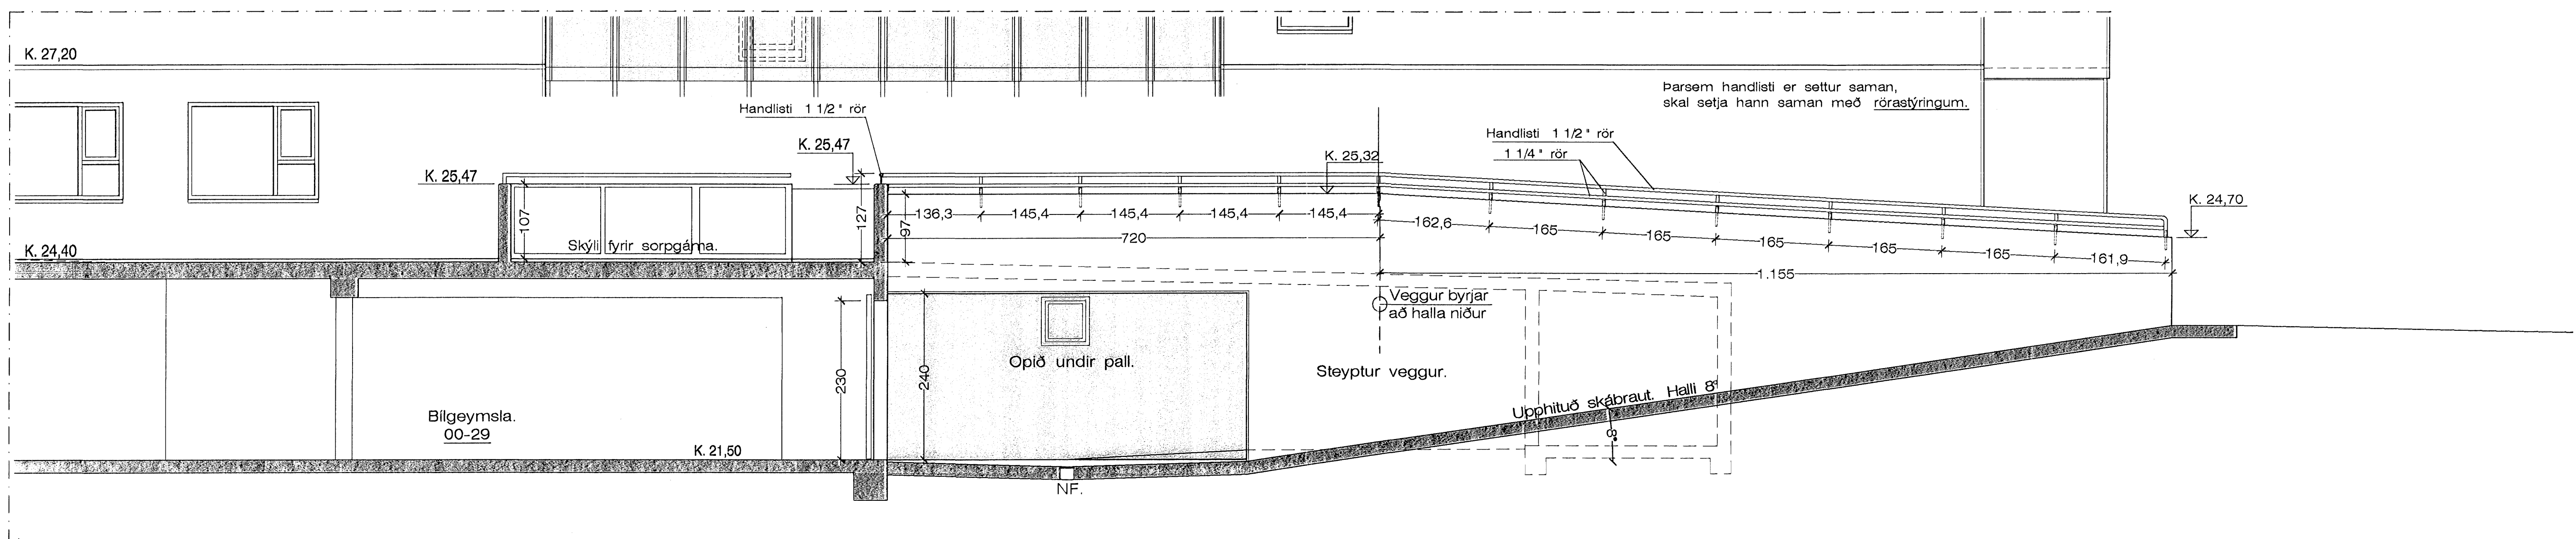 K. 27,20
Handlisti 1 1/2 " rör
Þarsem handlisti er settur saman,
skal setja hann saman með rörastýringum.
K. 25,47
K. 25,47
K. 25,32
Handlisti 1 1/2 " rör
1 1/4 " rör
K. 24,70
107
127
97
136,3
145,4
145,4
145,4
145,4
162,6
165
165
165
165
165
161,9
720
1.155
Skýli fyrir sorpgáma.
K. 24,40
Veggur byrjar
að halla niður
Opið undir pall.
Steyptur veggur.
230
240
Upphituð skábraut. Halli 8°
8°
Bílgeymsla.
00-29
K. 21,50
NF.